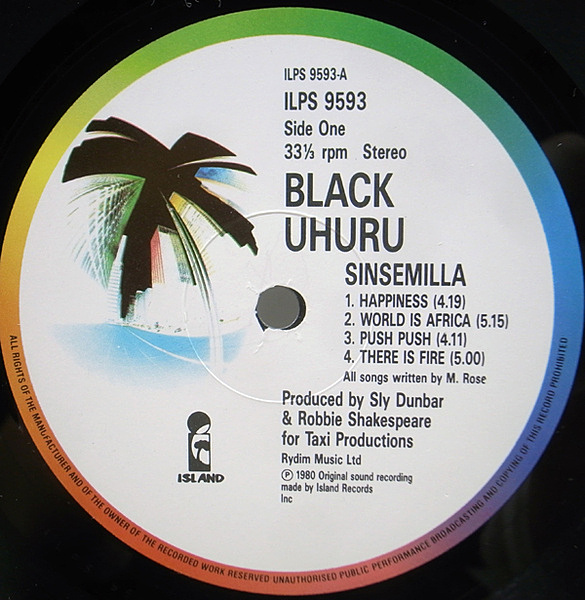 ILPS 9593-A
ILPS 9593
Side One
33⅓ rpm Stereo
BLACK
UHURU
SINSEMILLA
1. HAPPINESS (4.19)
2. WORLD IS AFRICA (5.15)
3. PUSH PUSH (4.11)
4. THERE IS FIRE (5.00)
All songs written by M. Rose
Produced by Sly Dunbar
& Robbie Shakespeare
for Taxi Productions
Rydim Music Ltd
℗ 1980 Original sound recording
made by Island Records
Inc
ISLAND
ALL RIGHTS OF THE MANUFACTURER AND OF THE OWNER OF THE RECORDED WORK RESERVED UNAUTHORISED PUBLIC PERFORMANCE BROADCASTING AND COPYING OF THIS RECORD PROHIBITED